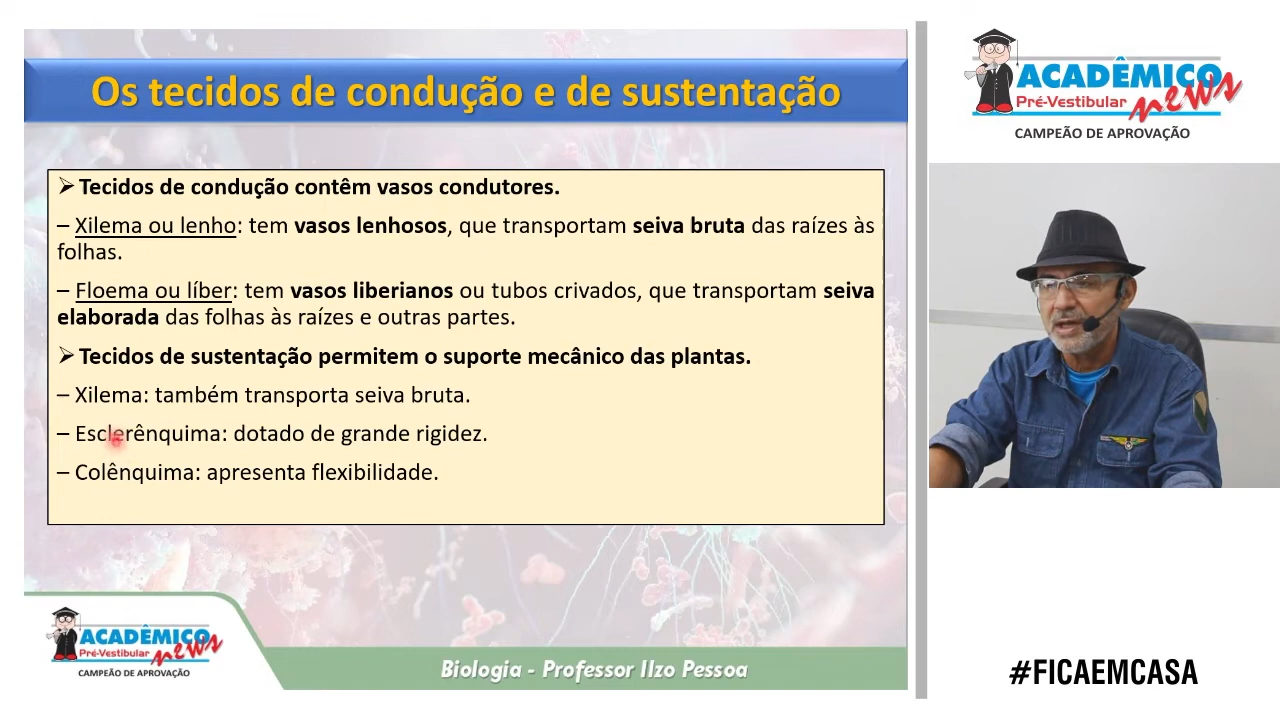 Os tecidos de condução e de sustentação
➢ Tecidos de condução contêm vasos condutores.
– Xilema ou lenho: tem vasos lenhosos, que transportam seiva bruta das raízes às
folhas.
– Floema ou líber: tem vasos liberianos ou tubos crivados, que transportam seiva
elaborada das folhas às raízes e outras partes.
➢ Tecidos de sustentação permitem o suporte mecânico das plantas.
– Xilema: também transporta seiva bruta.
– Esclerênquima: dotado de grande rigidez.
– Colênquima: apresenta flexibilidade.
ACADÊMICO
Pré-Vestibular news
CAMPEÃO DE APROVAÇÃO
Biologia - Professor Ilzo Pessoa
ACADÊMICO
Pré-Vestibular news
CAMPEÃO DE APROVAÇÃO
#FICAEMCASA